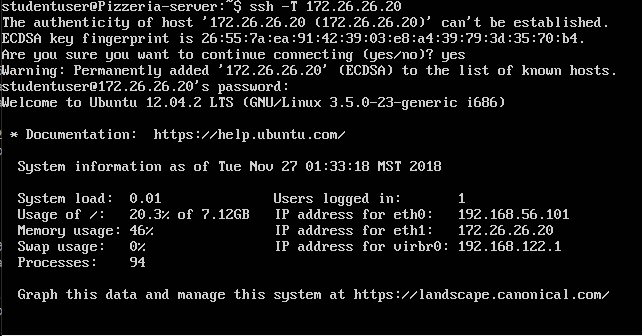 studentuser@Pizzeria-server:~$ ssh -T 172.26.26.20
The authenticity of host '172.26.26.20 (172.26.26.20)' can't be established.
ECDSA key fingerprint is 26:55:7a:ea:91:42:39:03:e8:a4:39:79:3d:35:70:b4.
Are you sure you want to continue connecting (yes/no)? yes
Warning: Permanently added '172.26.26.20' (ECDSA) to the list of known hosts.
studentuser@172.26.26.20's password:
Welcome to Ubuntu 12.04.2 LTS (GNU/Linux 3.5.0-23-generic i686)
* Documentation: https://help.ubuntu.com/
System information as of Tue Nov 27 01:33:18 MST 2018
System load: 0.01 Users logged in: 1
Usage of /: 20.3% of 7.12GB IP address for eth0: 192.168.56.101
Memory usage: 46% IP address for eth1: 172.26.26.20
Swap usage: 0% IP address for virbr0: 192.168.122.1
Processes: 94
Graph this data and manage this system at https://landscape.canonical.com/